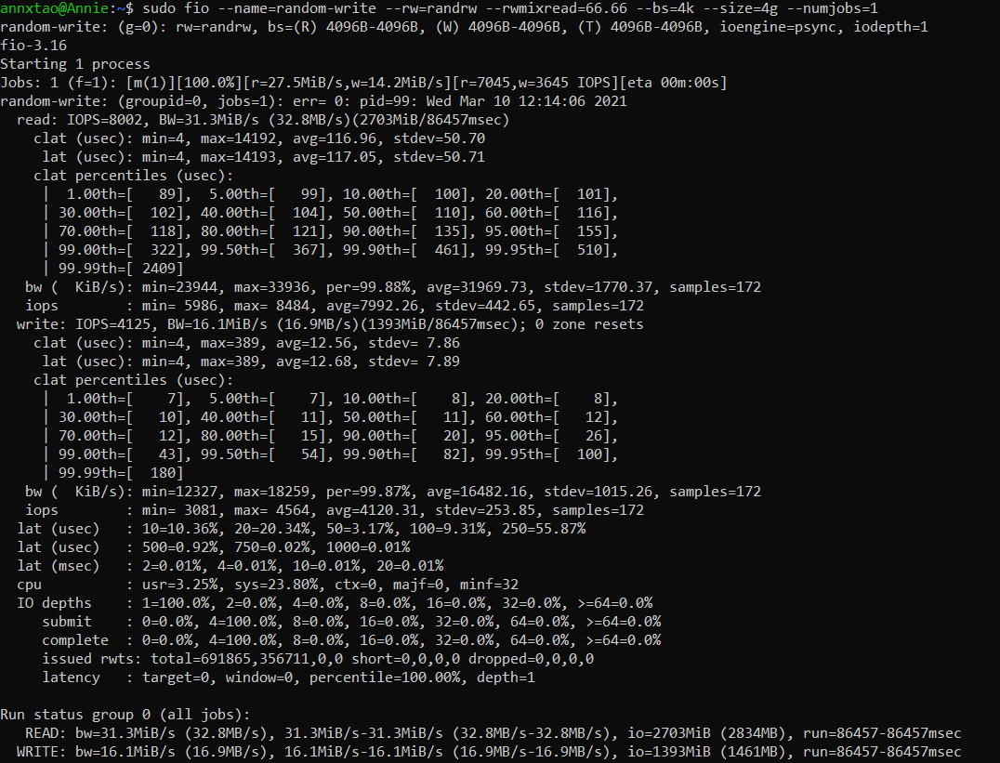 annxtao@Annie:~$ sudo fio --name=random-write --rw=randrw --rwmixread=66.66 --bs=4k --size=4g --numjobs=1
random-write: (g=0): rw=randrw, bs=(R) 4096B-4096B, (W) 4096B-4096B, (T) 4096B-4096B, ioengine=psync, iodepth=1
fio-3.16
Starting 1 process
Jobs: 1 (f=1): [m(1)][100.0%][r=27.5MiB/s,w=14.2MiB/s][r=7045,w=3645 IOPS][eta 00m:00s]
random-write: (groupid=0, jobs=1): err= 0: pid=99: Wed Mar 10 12:14:06 2021
  read: IOPS=8002, BW=31.3MiB/s (32.8MB/s)(2703MiB/86457msec)
    clat (usec): min=4, max=14192, avg=116.96, stdev=50.70
     lat (usec): min=4, max=14193, avg=117.05, stdev=50.71
    clat percentiles (usec):
     |  1.00th=[   89],  5.00th=[   99], 10.00th=[  100], 20.00th=[  101],
     | 30.00th=[  102], 40.00th=[  104], 50.00th=[  110], 60.00th=[  116],
     | 70.00th=[  118], 80.00th=[  121], 90.00th=[  135], 95.00th=[  155],
     | 99.00th=[  322], 99.50th=[  367], 99.90th=[  461], 99.95th=[  510],
     | 99.99th=[ 2409]
   bw (  KiB/s): min=23944, max=33936, per=99.88%, avg=31969.73, stdev=1770.37, samples=172
   iops        : min= 5986, max= 8484, avg=7992.26, stdev=442.65, samples=172
  write: IOPS=4125, BW=16.1MiB/s (16.9MB/s)(1393MiB/86457msec); 0 zone resets
    clat (usec): min=4, max=389, avg=12.56, stdev= 7.86
     lat (usec): min=4, max=389, avg=12.68, stdev= 7.89
    clat percentiles (usec):
     |  1.00th=[    7],  5.00th=[    7], 10.00th=[    8], 20.00th=[    8],
     | 30.00th=[   10], 40.00th=[   11], 50.00th=[   11], 60.00th=[   12],
     | 70.00th=[   12], 80.00th=[   15], 90.00th=[   20], 95.00th=[   26],
     | 99.00th=[   43], 99.50th=[   54], 99.90th=[   82], 99.95th=[  100],
     | 99.99th=[  180]
   bw (  KiB/s): min=12327, max=18259, per=99.87%, avg=16482.16, stdev=1015.26, samples=172
   iops        : min= 3081, max= 4564, avg=4120.31, stdev=253.85, samples=172
  lat (usec)   : 10=10.36%, 20=20.34%, 50=3.17%, 100=9.31%, 250=55.87%
  lat (usec)   : 500=0.92%, 750=0.02%, 1000=0.01%
  lat (msec)   : 2=0.01%, 4=0.01%, 10=0.01%, 20=0.01%
  cpu          : usr=3.25%, sys=23.80%, ctx=0, majf=0, minf=32
  IO depths    : 1=100.0%, 2=0.0%, 4=0.0%, 8=0.0%, 16=0.0%, 32=0.0%, >=64=0.0%
     submit    : 0=0.0%, 4=100.0%, 8=0.0%, 16=0.0%, 32=0.0%, 64=0.0%, >=64=0.0%
     complete  : 0=0.0%, 4=100.0%, 8=0.0%, 16=0.0%, 32=0.0%, 64=0.0%, >=64=0.0%
     issued rwts: total=691865,356711,0,0 short=0,0,0,0 dropped=0,0,0,0
     latency   : target=0, window=0, percentile=100.00%, depth=1

Run status group 0 (all jobs):
   READ: bw=31.3MiB/s (32.8MB/s), 31.3MiB/s-31.3MiB/s (32.8MB/s-32.8MB/s), io=2703MiB (2834MB), run=86457-86457msec
  WRITE: bw=16.1MiB/s (16.9MB/s), 16.1MiB/s-16.1MiB/s (16.9MB/s-16.9MB/s), io=1393MiB (1461MB), run=86457-86457msec